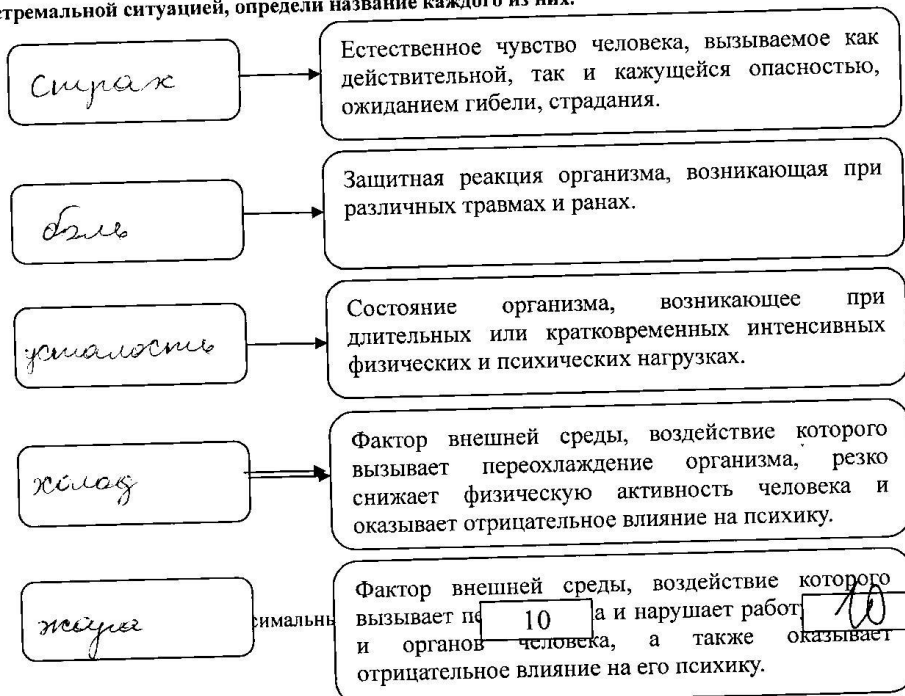 стремальной ситуацией, определи название каждого из них.
Страх
Естественное чувство человека, вызываемое как
действительной, так и кажущейся опасностью,
ожиданием гибели, страдания.
боль
Защитная реакция организма, возникающая при
различных травмах и ранах.
усталость
Состояние организма, возникающее при
длительных или кратковременных интенсивных
физических и психических нагрузках.
холод
Фактор внешней среды, воздействие которого
вызывает переохлаждение организма, резко
снижает физическую активность человека и
оказывает отрицательное влияние на психику.
жара
Фактор внешней среды, воздействие которого
симальны вызывает пе 10 а и нарушает работ 10
и органов человека, а также оказывает
отрицательное влияние на его психику.